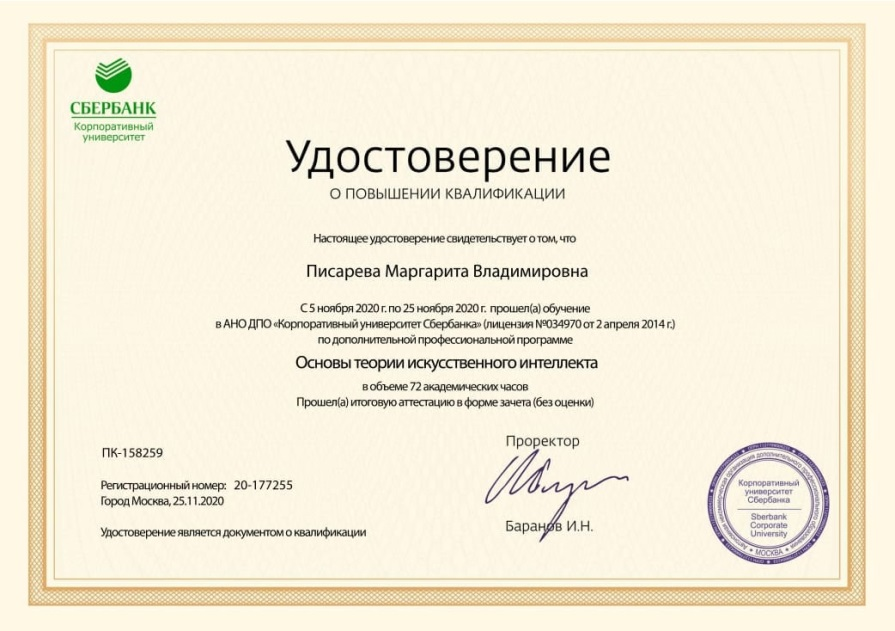 СБЕРБАНК
Корпоративный
университет
Удостоверение
О ПОВЫШЕНИИ КВАЛИФИКАЦИИ
Настоящее удостоверение свидетельствует о том, что
Писарева Маргарита Владимировна
С 5 ноября 2020 г. по 25 ноября 2020 г. прошел(а) обучение
в АНО ДПО «Корпоративный университет Сбербанка» (лицензия №034970 от 2 апреля 2014 г.)
по дополнительной профессиональной программе
Основы теории искусственного интеллекта
в объеме 72 академических часов
Прошел(а) итоговую аттестацию в форме зачета (без оценки)
Проректор
Баранов И.Н.
ПК-158259
Регистрационный номер: 20-177255
Город Москва, 25.11.2020
Удостоверение является документом о квалификации
Корпоративный
университет
Сбербанка
Sberbank
Corporate
University
МОСКВА